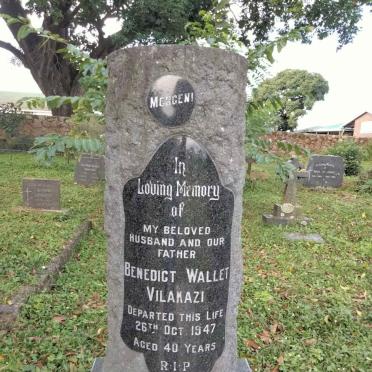 MGKGENI
In
Loving Memory
of
MY BELOVED
HUSBAND AND OUR
FATHER
BENEDICT WALLET
VILAKAZI
DEPARTED THIS LIFE
26TH OCT. 1947
AGED 40 YEARS
R·I·P